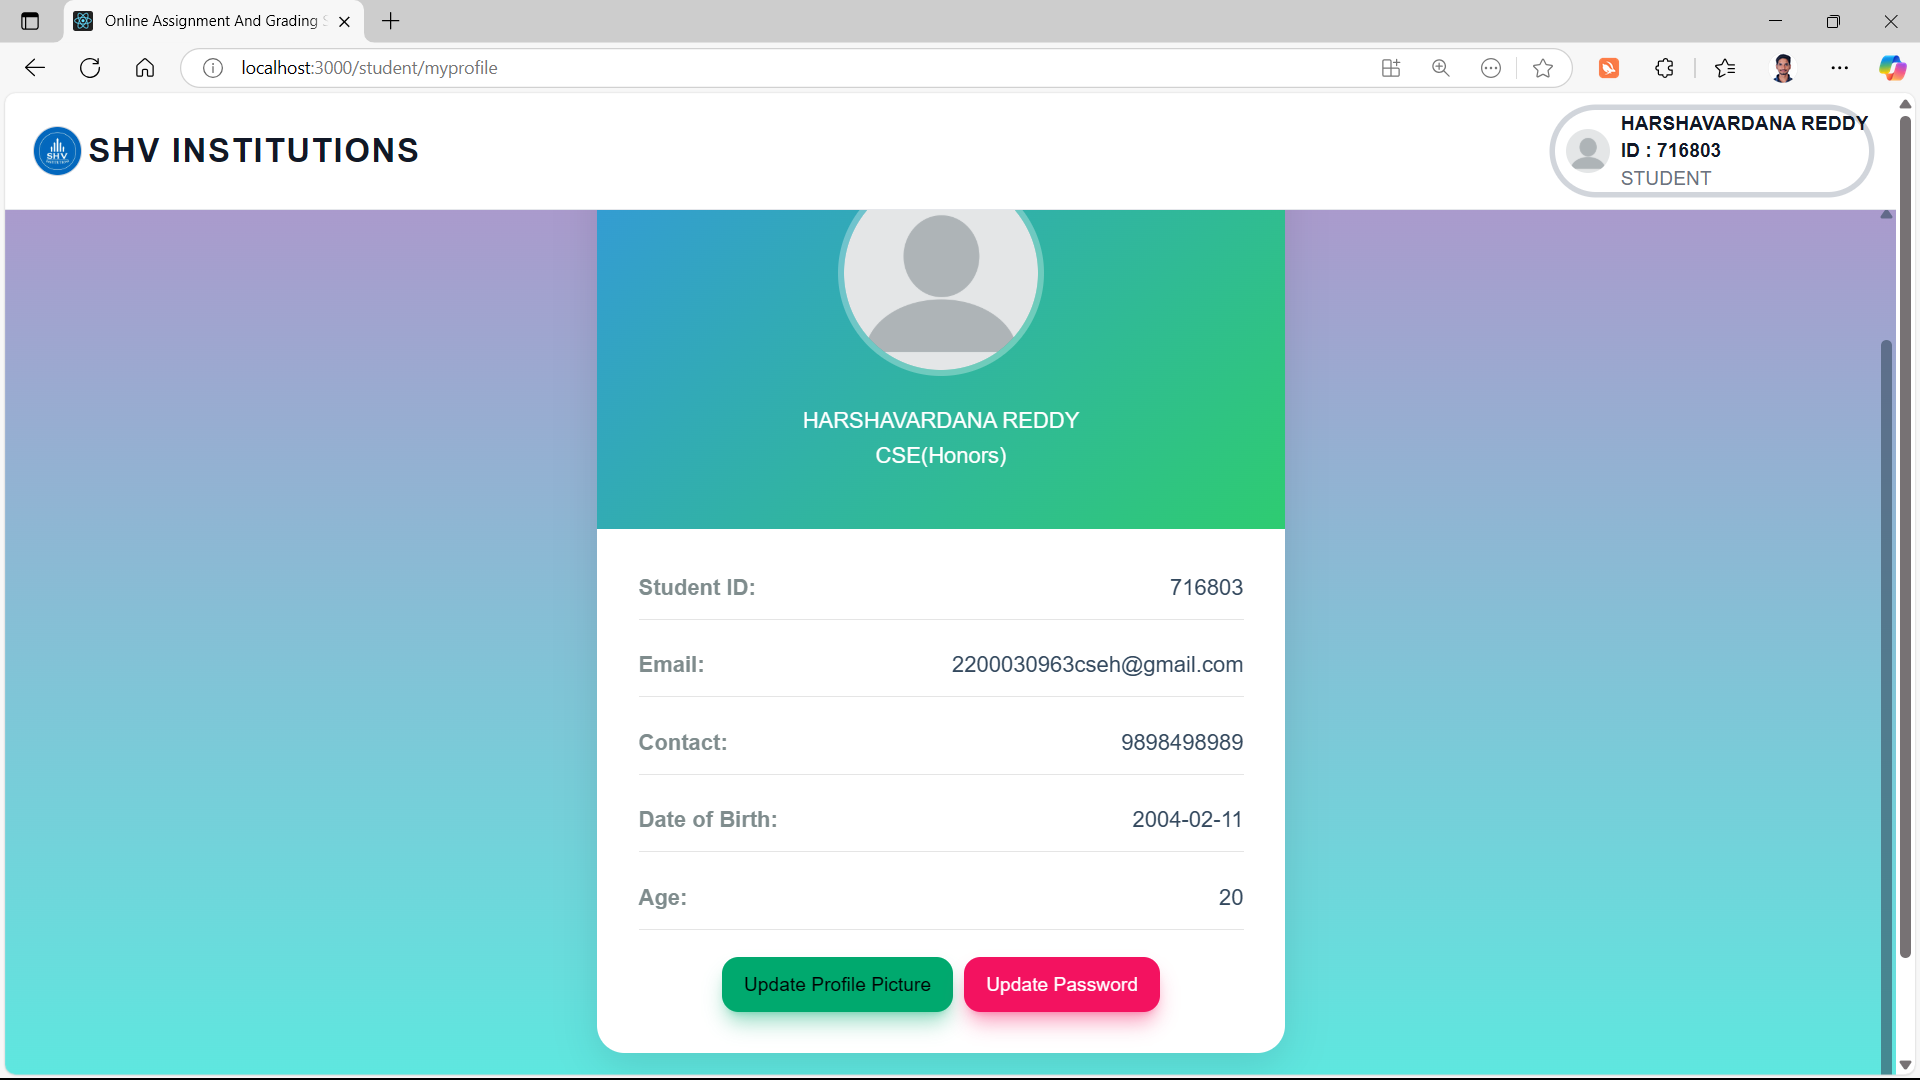 Online Assignment And Grading S
localhost:3000/student/myprofile
SHV
SHV INSTITUTIONS
HARSHAVARDANA REDDY
ID : 716803
STUDENT
HARSHAVARDANA REDDY
CSE(Honors)
Student ID: 716803
Email: 2200030963cseh@gmail.com
Contact: 9898498989
Date of Birth: 2004-02-11
Age: 20
Update Profile Picture Update Password